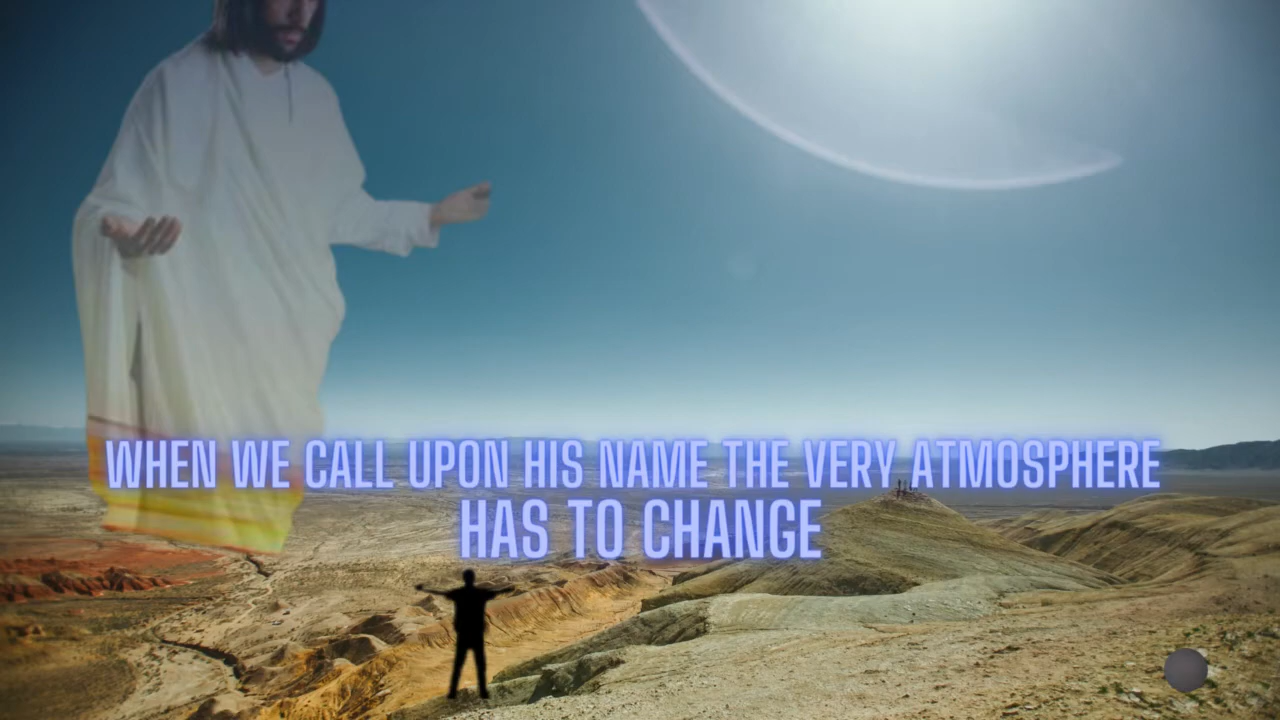 WHEN WE CALL UPON HIS NAME THE VERY ATMOSPHERE
HAS TO CHANGE